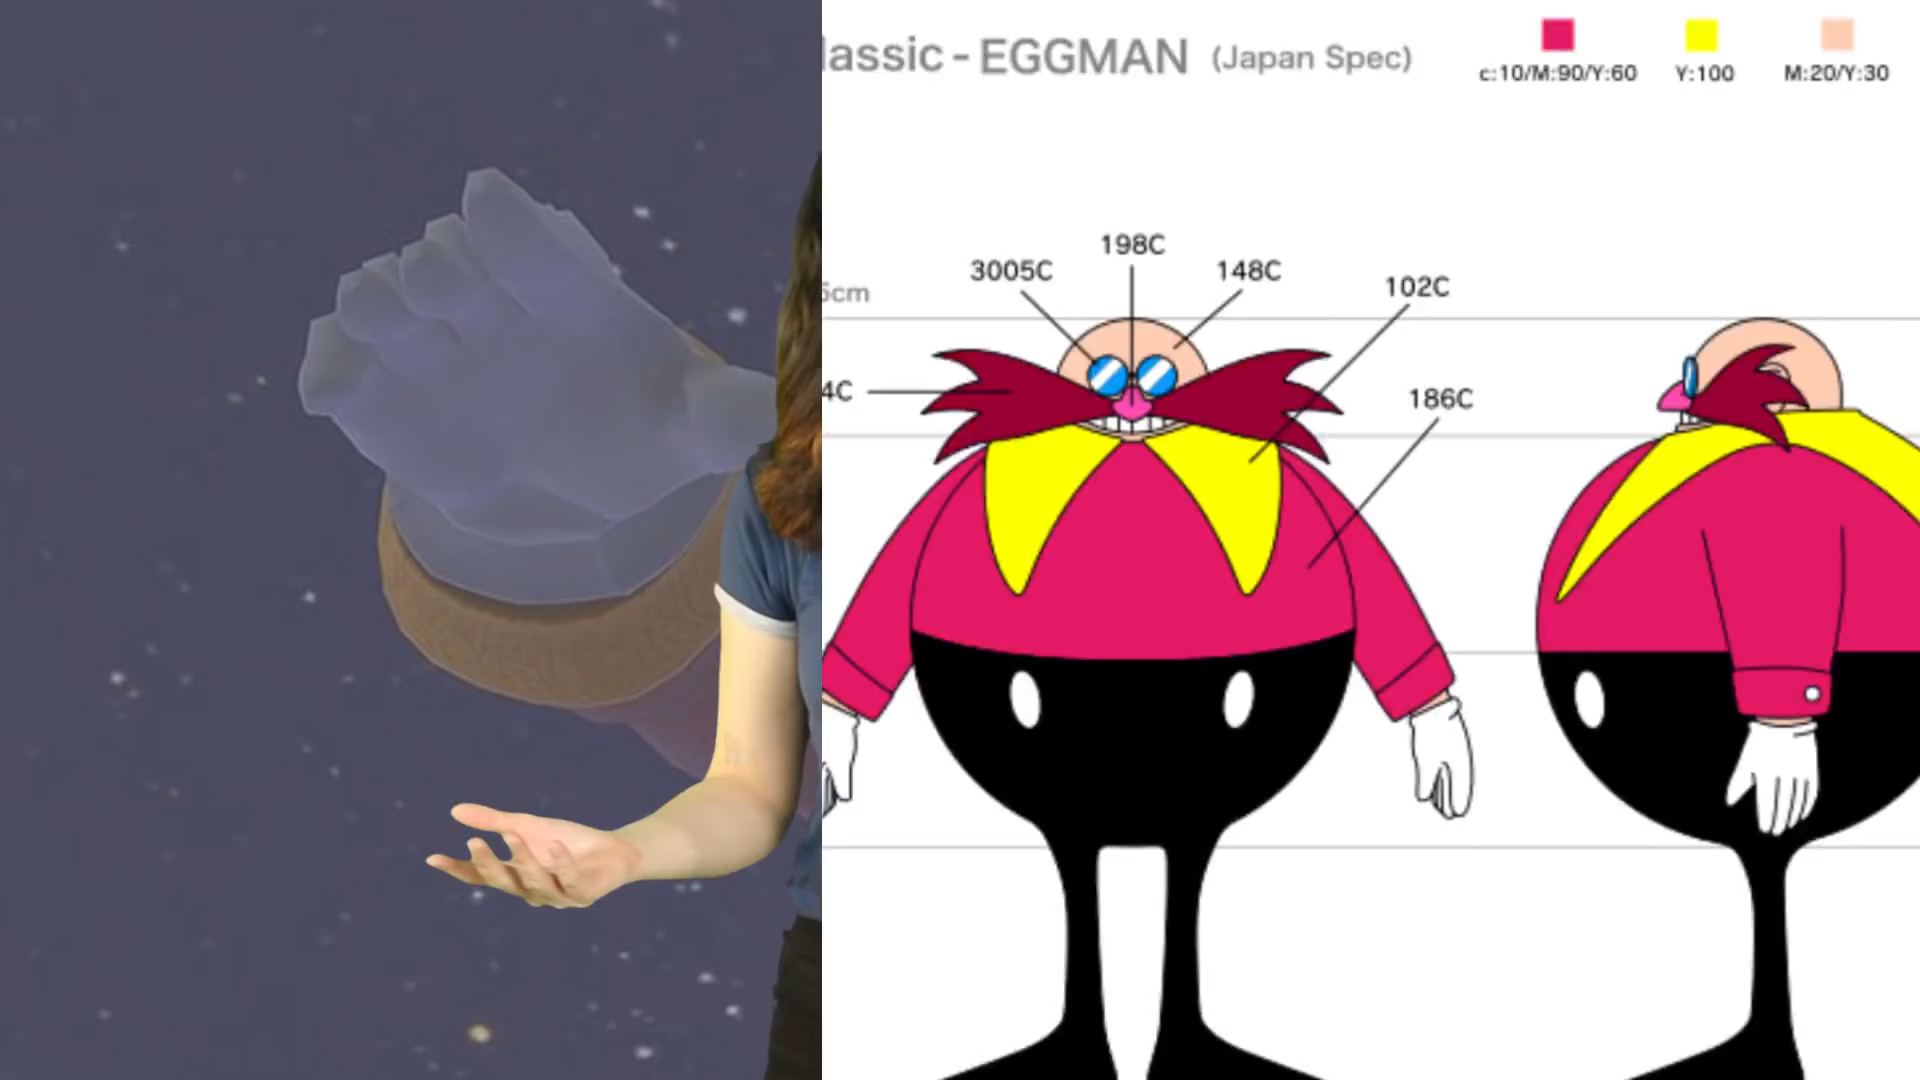 lassic - EGGMAN (Japan Spec)
c:10/M:90/Y:60
Y:100
M:20/Y:30
198C
3005C
148C
102C
5cm
4C
186C